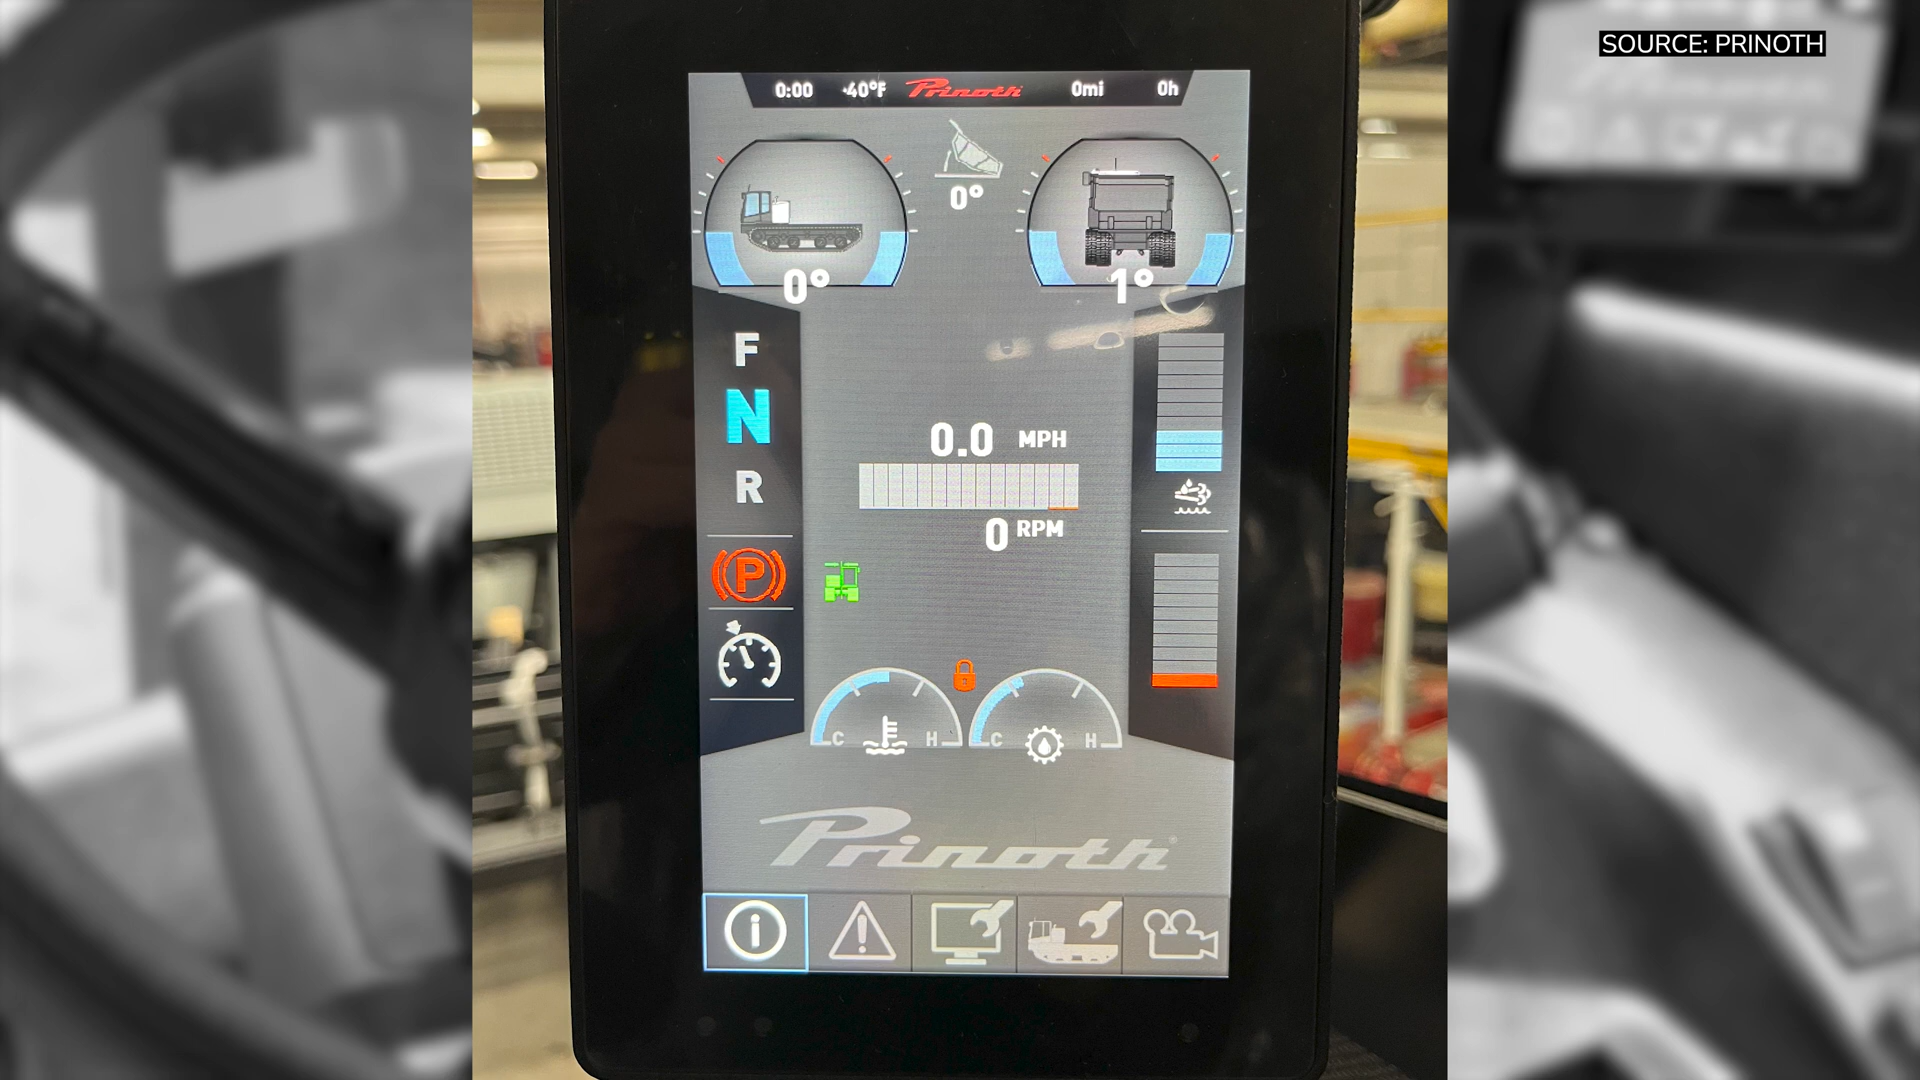 SOURCE: PRINOTH
0:00 -40°F Prinoth 0mi 0h
0°
0°
1°
F
N
R
0.0 MPH
0 RPM
P
C H
C H
Prinoth